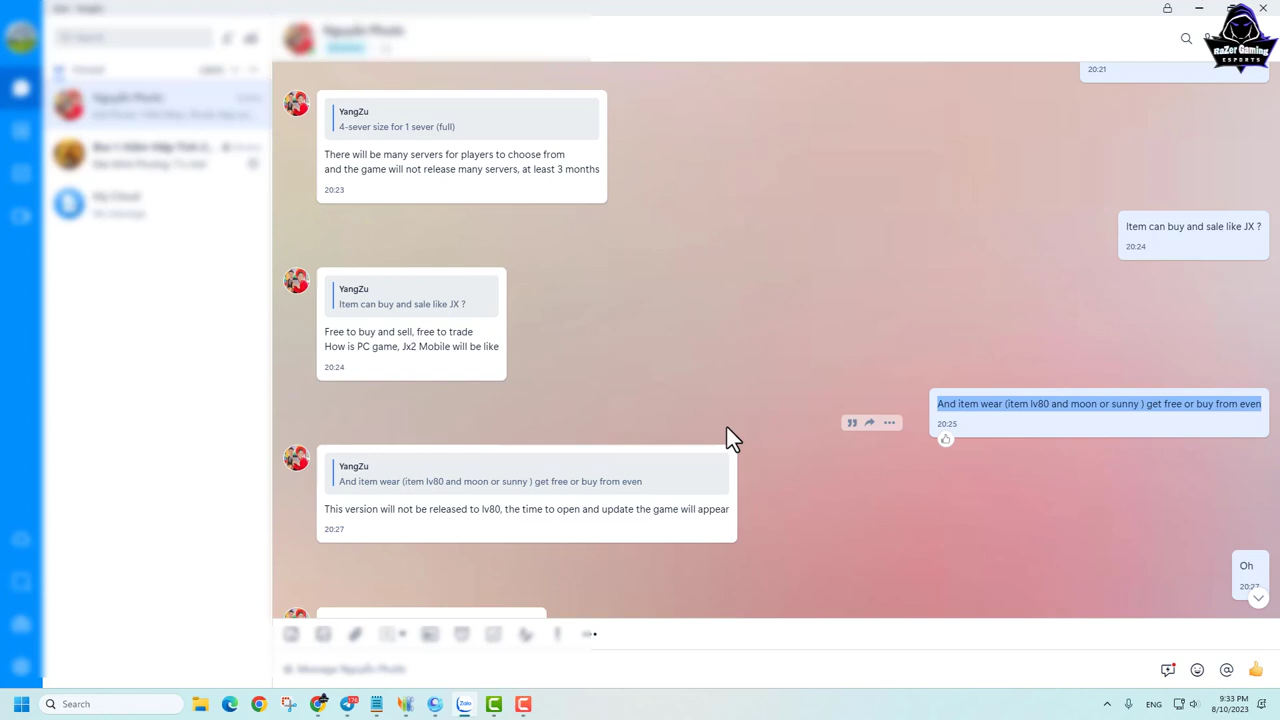 RaZer Gaming
ESPORTS
20:21
YangZu
4-sever size for 1 sever (full)
There will be many servers for players to choose from
and the game will not release many servers, at least 3 months
20:23
Item can buy and sale like JX ?
20:24
YangZu
Item can buy and sale like JX ?
Free to buy and sell, free to trade
How is PC game, Jx2 Mobile will be like
20:24
And item wear (item lv80 and moon or sunny ) get free or buy from even
20:25
YangZu
And item wear (item lv80 and moon or sunny ) get free or buy from even
This version will not be released to lv80, the time to open and update the game will appear
20:27
Oh
20:27
Search
Zalo
ENG
9:33 PM
8/10/2023